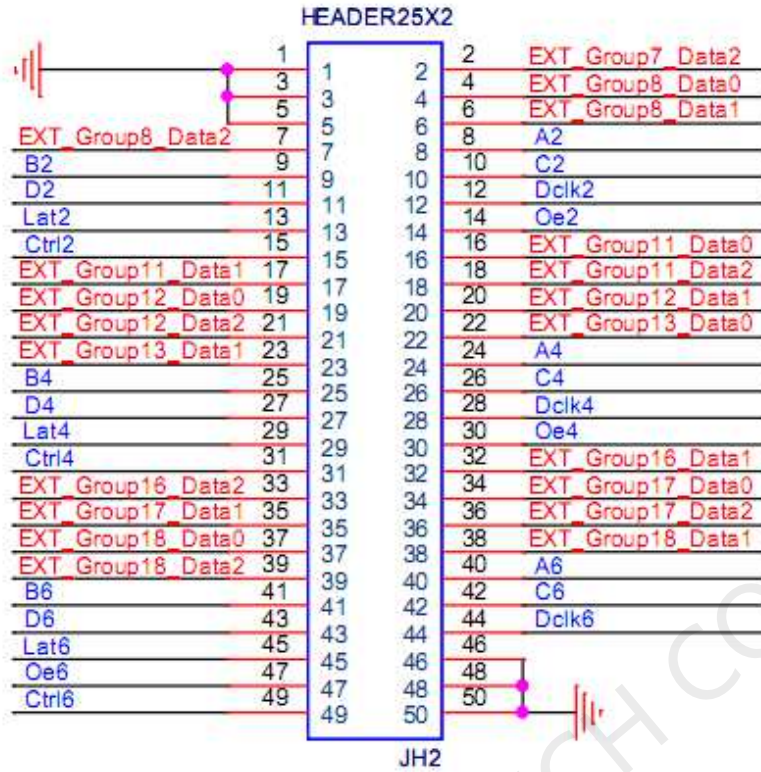 HEADER25X2
1 1 2 2 EXT_Group7_Data2
3 3 4 4 EXT_Group8_Data0
5 5 6 6 EXT_Group8_Data1
EXT_Group8_Data2 7 7 8 8 A2
B2 9 9 10 10 C2
D2 11 11 12 12 Dclk2
Lat2 13 13 14 14 Oe2
Ctrl2 15 15 16 16 EXT_Group11_Data0
EXT_Group11_Data1 17 17 18 18 EXT_Group11_Data2
EXT_Group12_Data0 19 19 20 20 EXT_Group12_Data1
EXT_Group12_Data2 21 21 22 22 EXT_Group13_Data0
EXT_Group13_Data1 23 23 24 24 A4
B4 25 25 26 26 C4
D4 27 27 28 28 Dclk4
Lat4 29 29 30 30 Oe4
Ctrl4 31 31 32 32 EXT_Group16_Data1
EXT_Group16_Data2 33 33 34 34 EXT_Group17_Data0
EXT_Group17_Data1 35 35 36 36 EXT_Group17_Data2
EXT_Group18_Data0 37 37 38 38 EXT_Group18_Data1
EXT_Group18_Data2 39 39 40 40 A6
B6 41 41 42 42 C6
D6 43 43 44 44 Dclk6
Lat6 45 45 46 46
Oe6 47 47 48 48
Ctrl6 49 49 50 50
JH2